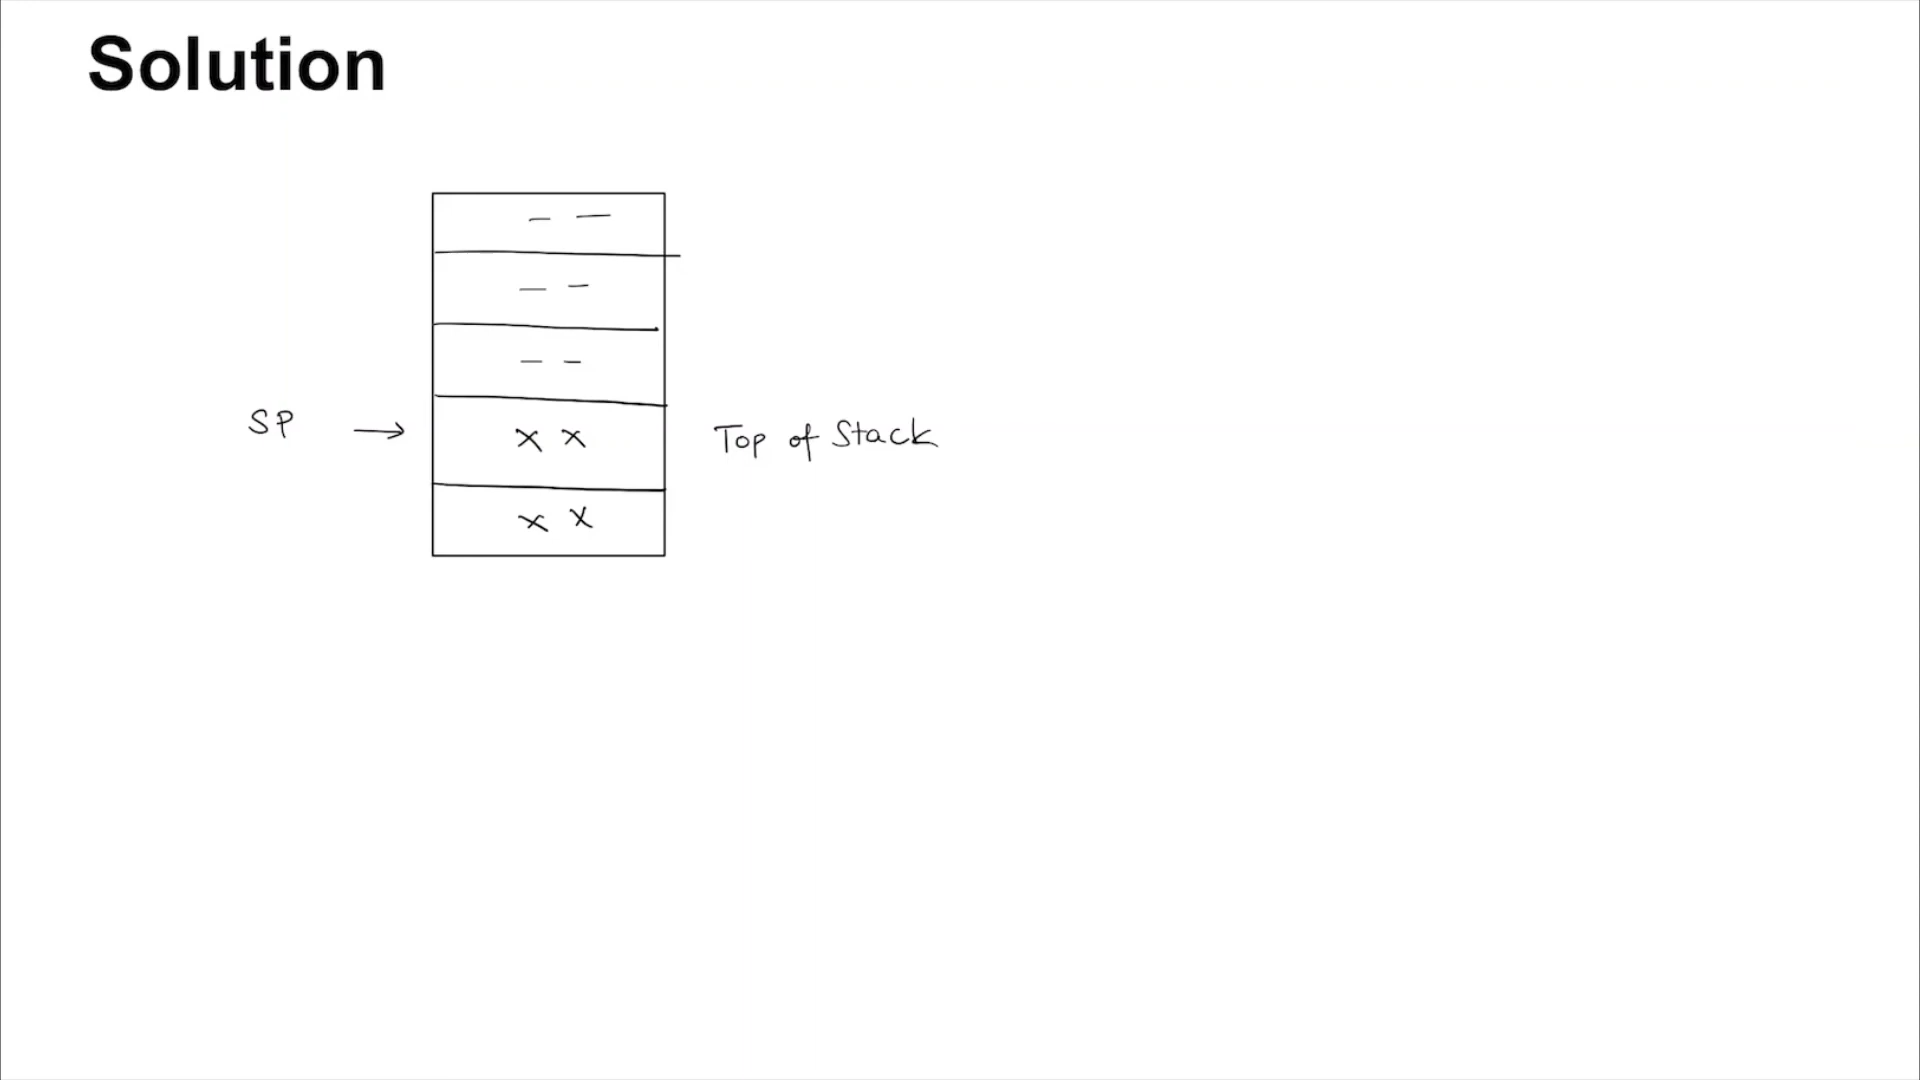 Solution
– –
– –
– –
SP → x x Top of Stack
x x